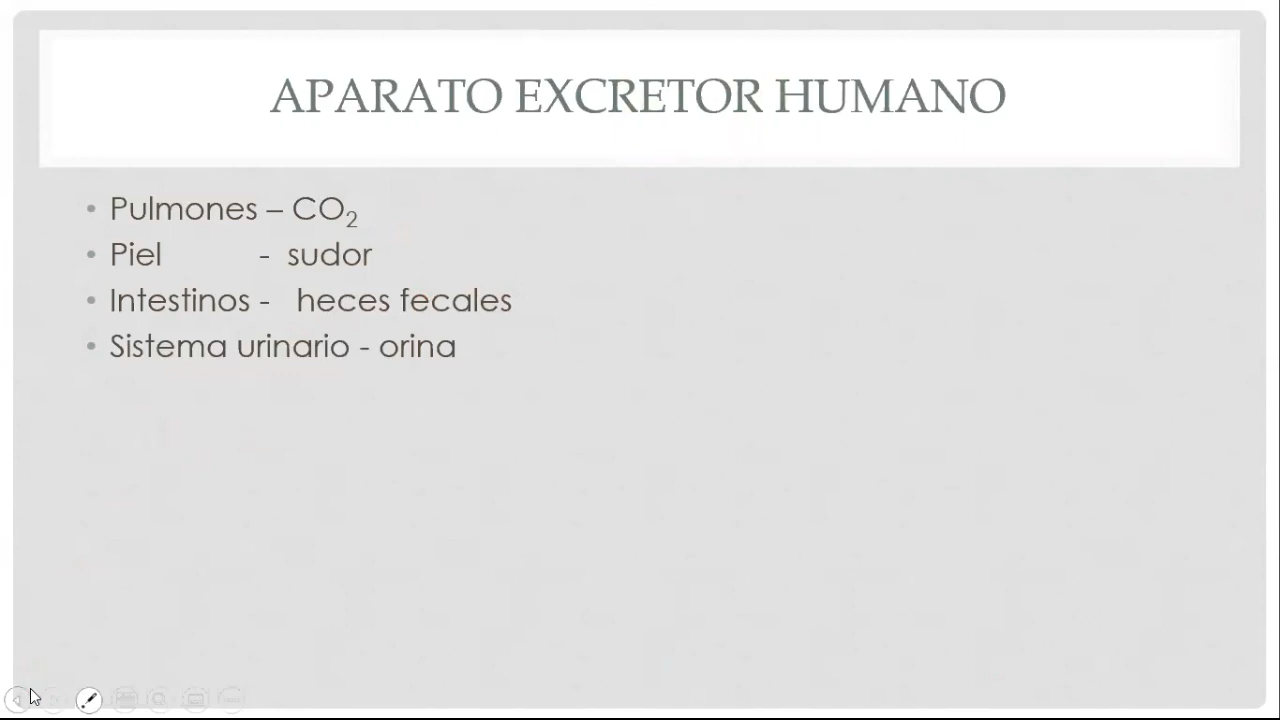 APARATO EXCRETOR HUMANO
• Pulmones – CO₂
• Piel - sudor
• Intestinos - heces fecales
• Sistema urinario - orina